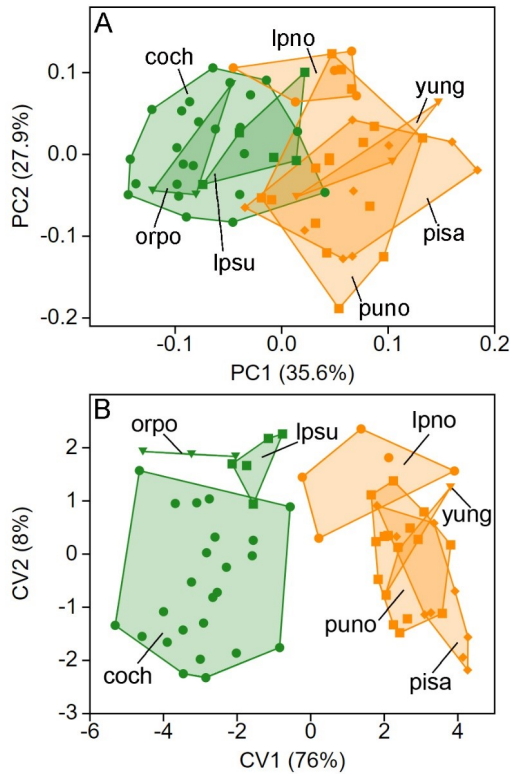 A
coch
lpno
yung
orpo
lpsu
pisa
puno
PC2 (27.9%)
0.1
0.0
-0.1
-0.2
-0.1
0.0
0.1
0.2
PC1 (35.6%)
B
orpo
lpsu
lpno
yung
puno
coch
pisa
CV2 (8%)
2
1
0
-1
-2
-3
-6
-4
-2
0
2
4
CV1 (76%)